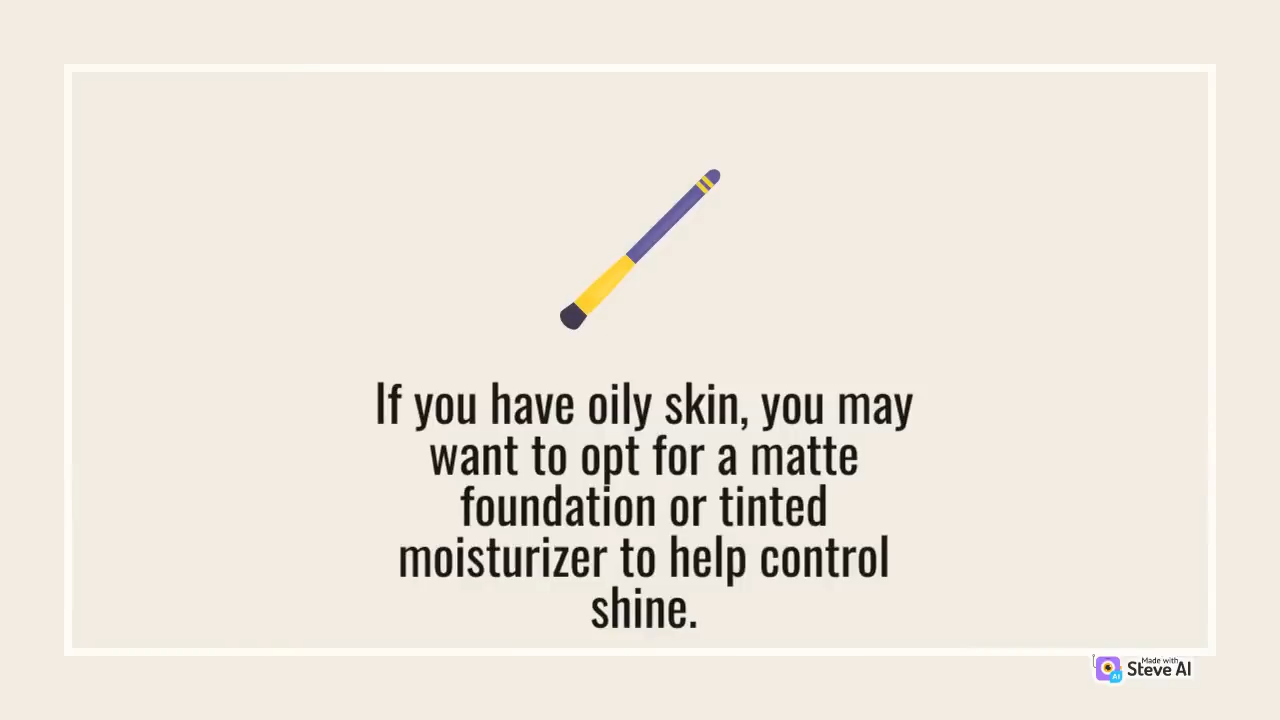 If you have oily skin, you may
want to opt for a matte
foundation or tinted
moisturizer to help control
shine.
Made with
Steve AI
AI